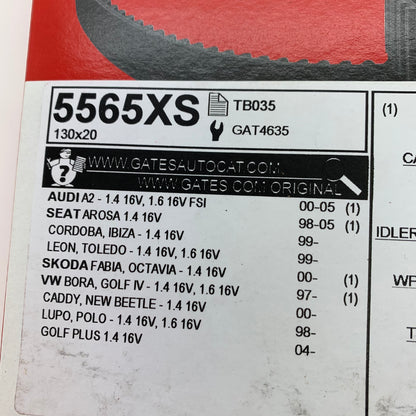 5565XS TB035
130x20 GAT4635
WWW.GATESAUTOCAT.COM.
WWW GATES COM ORIGINAL
AUDI A2 - 1.4 16V, 1.6 16V FSI 00-05 (1)
SEAT AROSA 1.4 16V 98-05 (1)
CORDOBA, IBIZA - 1.4 16V 99-
LEON, TOLEDO - 1.4 16V, 1.6 16V 99-
SKODA FABIA, OCTAVIA - 1.4 16V 00- (1)
VW BORA, GOLF IV - 1.4 16V, 1.6 16V 97- (1)
CADDY, NEW BEETLE - 1.4 16V 00-
LUPO, POLO - 1.4 16V, 1.6 16V 98-
GOLF PLUS 1.4 16V 04-
(1)
CA
IDLER
WF
T